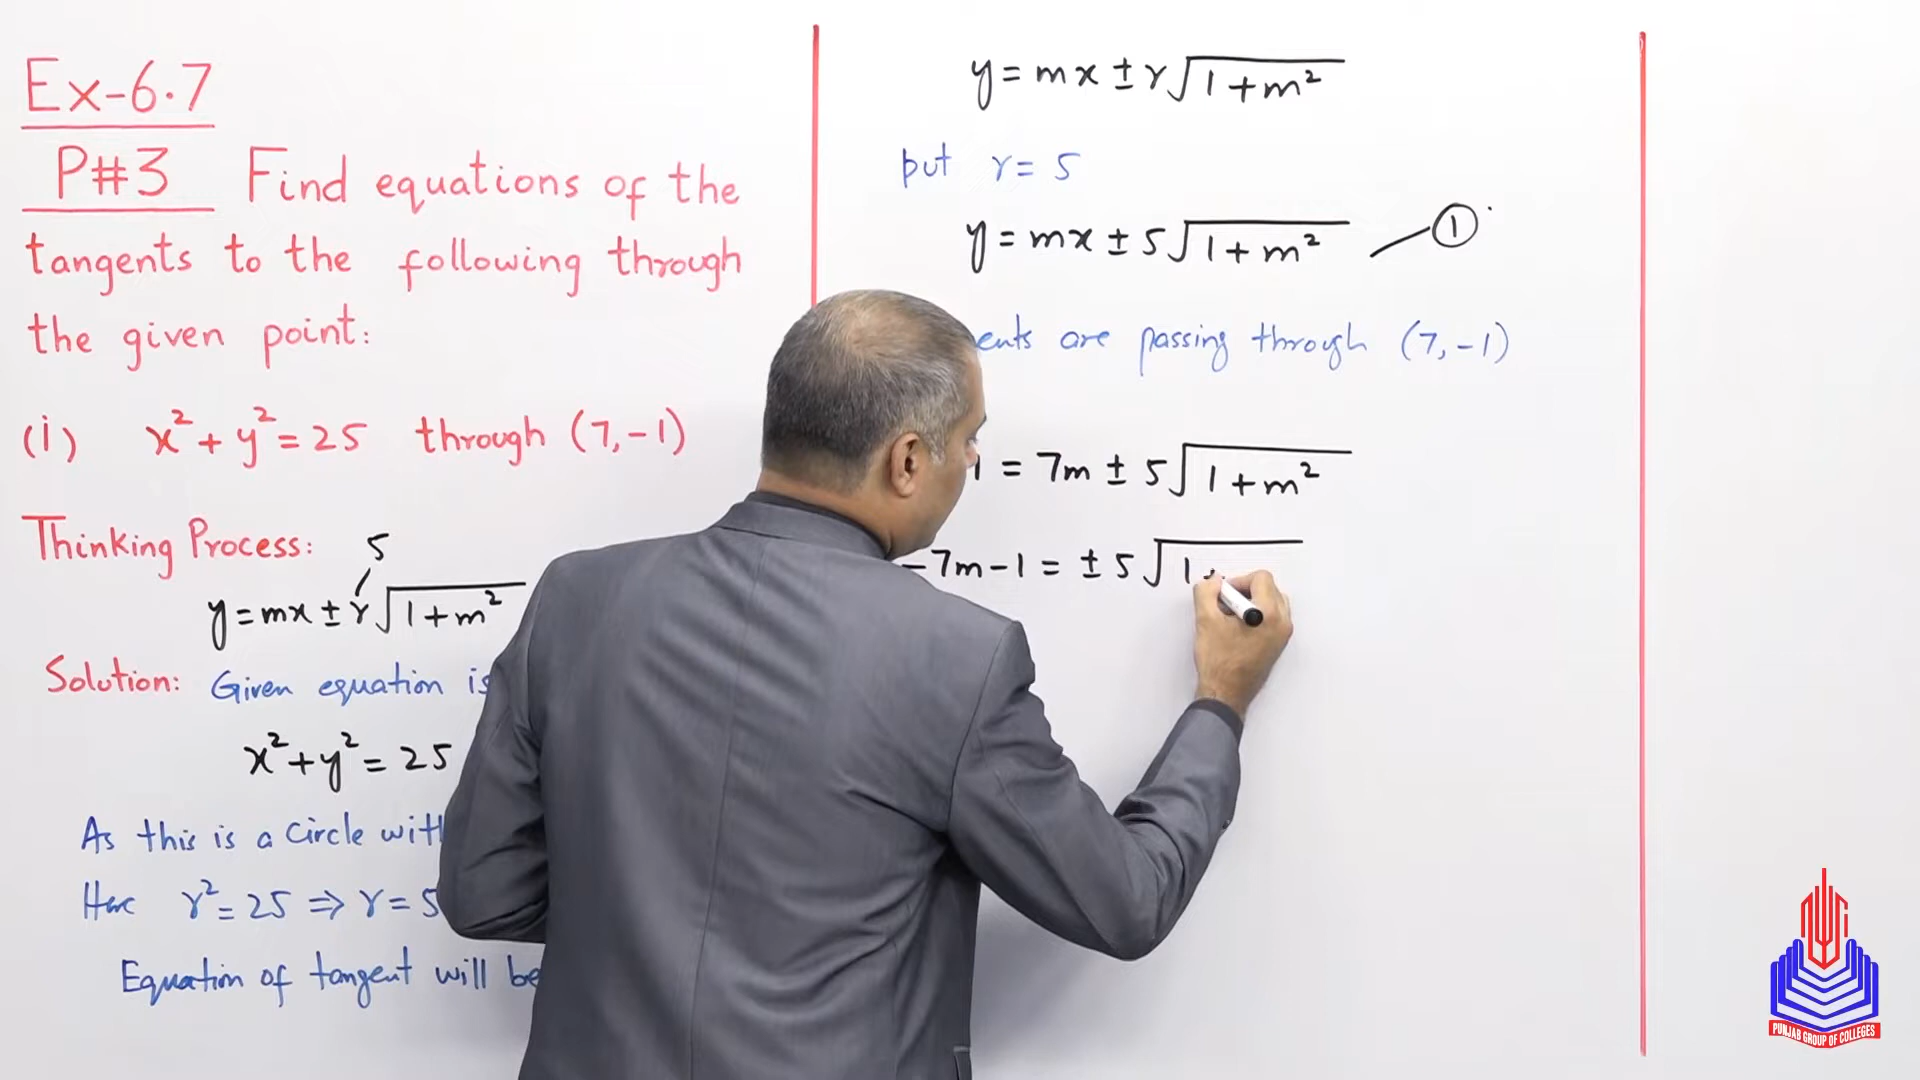 Ex-6.7
P#3 Find equations of the
tangents to the following through
the given point:
(i) x² + y² = 25 through (7,-1)
Thinking Process:
5
y = mx ± r√(1+m²)
Solution: Given equation is
x² + y² = 25
As this is a circle with
Here r² = 25 ⇒ r = 5
Equation of tangent will be
y = mx ± r√(1+m²)
put r = 5
y = mx ± 5√(1+m²) ①
are passing through (7,-1)
1 = 7m ± 5√(1+m²)
-7m-1 = ± 5√1
PUNJAB GROUP OF COLLEGES